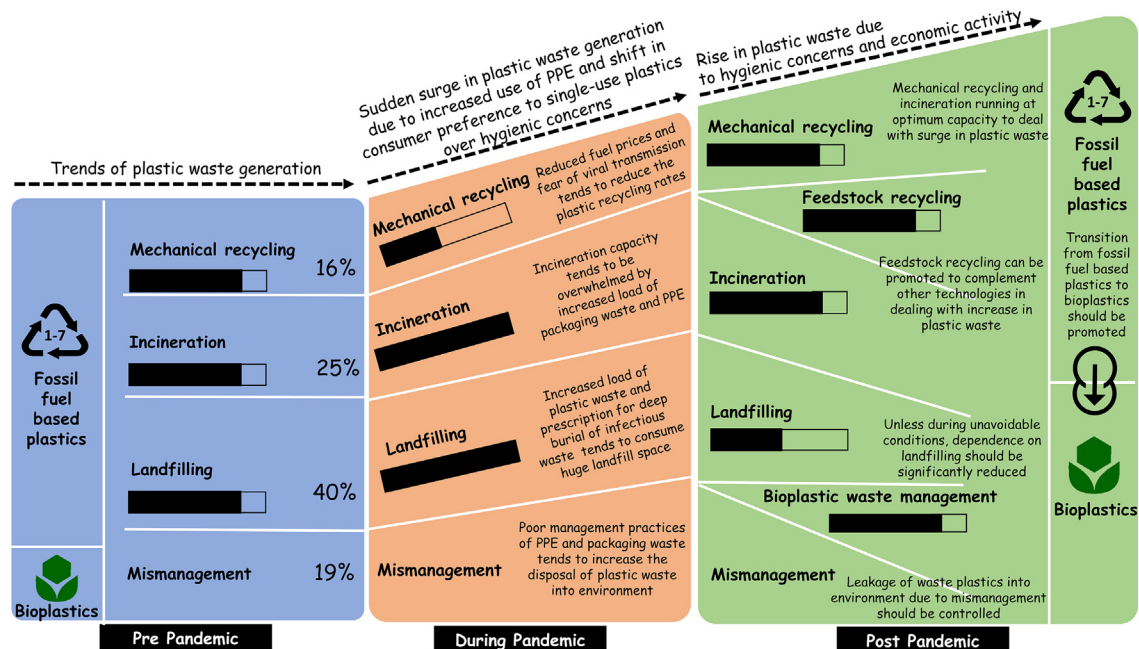 Trends of plastic waste generation
Sudden surge in plastic waste generation
due to increased use of PPE and shift in
consumer preference to single-use plastics
over hygienic concerns
Rise in plastic waste due
to hygienic concerns and economic activity
1-7
Fossil
fuel
based
plastics
Bioplastics
Mechanical recycling
16%
Incineration
25%
Landfilling
40%
Mismanagement
19%
Pre Pandemic
Mechanical recycling
Reduced fuel prices and
fear of viral transmission
tends to reduce the
plastic recycling rates
Incineration
Incineration capacity
tends to be
overwhelmed by
increased load of
packaging waste and PPE
Landfilling
Increased load of
plastic waste and
prescription for deep
burial of infectious
waste tends to consume
huge landfill space
Mismanagement
Poor management practices
of PPE and packaging waste
tends to increase the
disposal of plastic waste
into environment
During Pandemic
Mechanical recycling
Mechanical recycling and
incineration running at
optimum capacity to deal
with surge in plastic waste
Feedstock recycling
Feedstock recycling can be
promoted to complement
other technologies in
dealing with increase in
plastic waste
Incineration
Landfilling
Unless during unavoidable
conditions, dependence on
landfilling should be
significantly reduced
Bioplastic waste management
Mismanagement
Leakage of waste plastics into
environment due to mismanagement
should be controlled
Post Pandemic
1-7
Fossil
fuel
based
plastics
Transition
from fossil
fuel based
plastics to
bioplastics
should be
promoted
Bioplastics